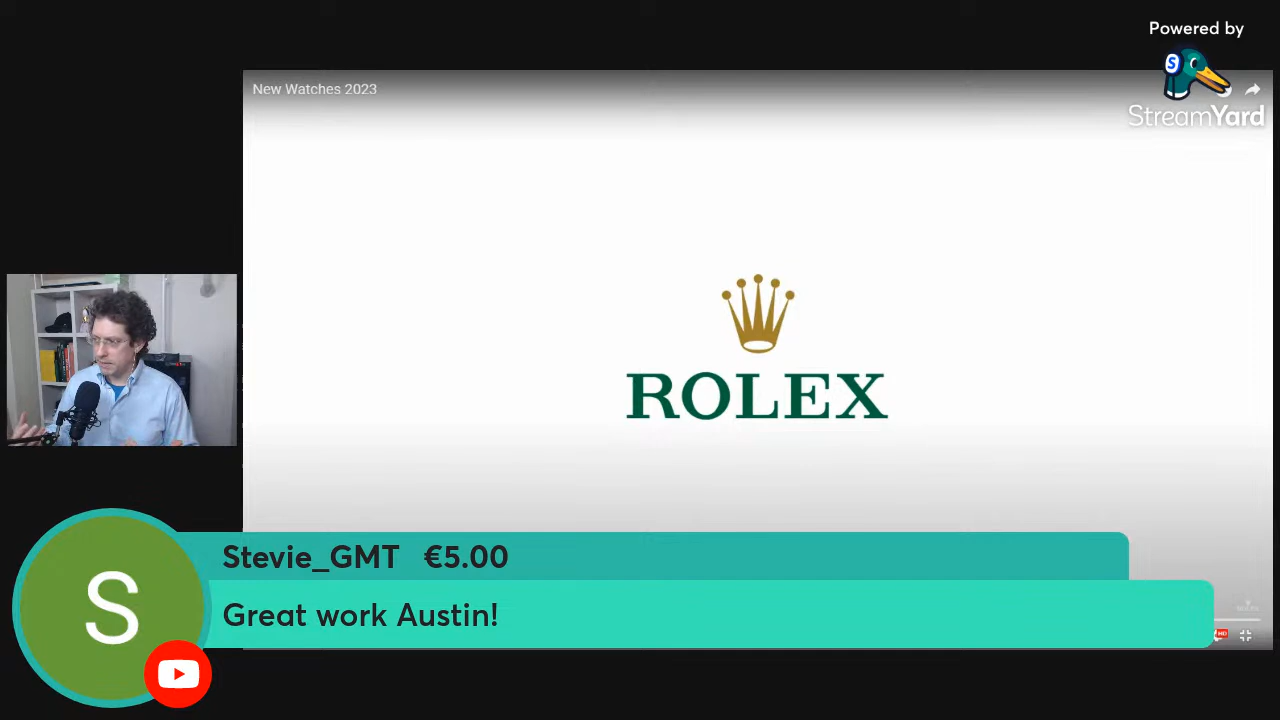 Powered by
StreamYard
New Watches 2023
ROLEX
Stevie_GMT €5.00
Great work Austin!
S